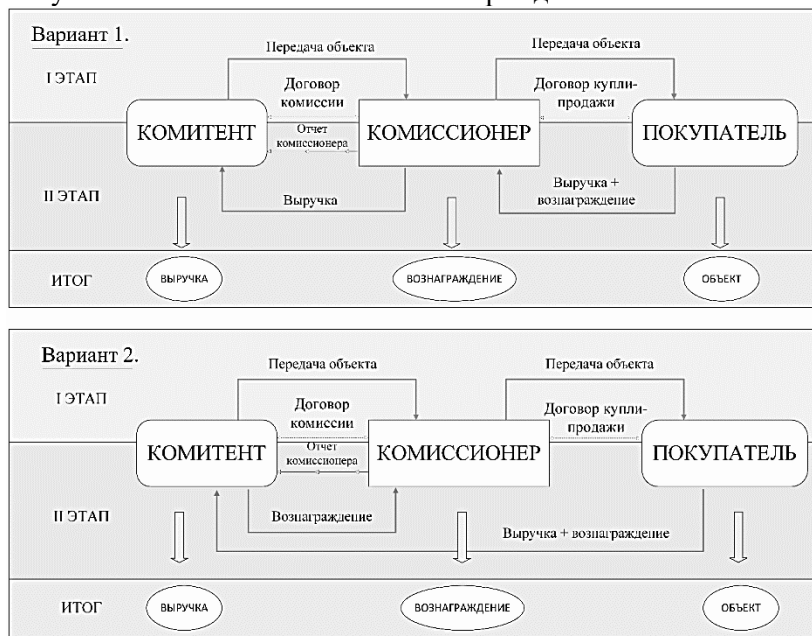 Вариант 1.
Передача объекта
Передача объекта
I ЭТАП
Договор
комиссии
Договор купли-
продажи
КОМИТЕНТ
Отчет
комиссионера
КОМИССИОНЕР
ПОКУПАТЕЛЬ
II ЭТАП
Выручка
Выручка +
вознаграждение
ИТОГ
ВЫРУЧКА
ВОЗНАГРАЖДЕНИЕ
ОБЪЕКТ
Вариант 2.
Передача объекта
Передача объекта
I ЭТАП
Договор
комиссии
Договор купли-
продажи
КОМИТЕНТ
Отчет
комиссионера
КОМИССИОНЕР
ПОКУПАТЕЛЬ
II ЭТАП
Вознаграждение
Выручка + вознаграждение
ИТОГ
ВЫРУЧКА
ВОЗНАГРАЖДЕНИЕ
ОБЪЕКТ